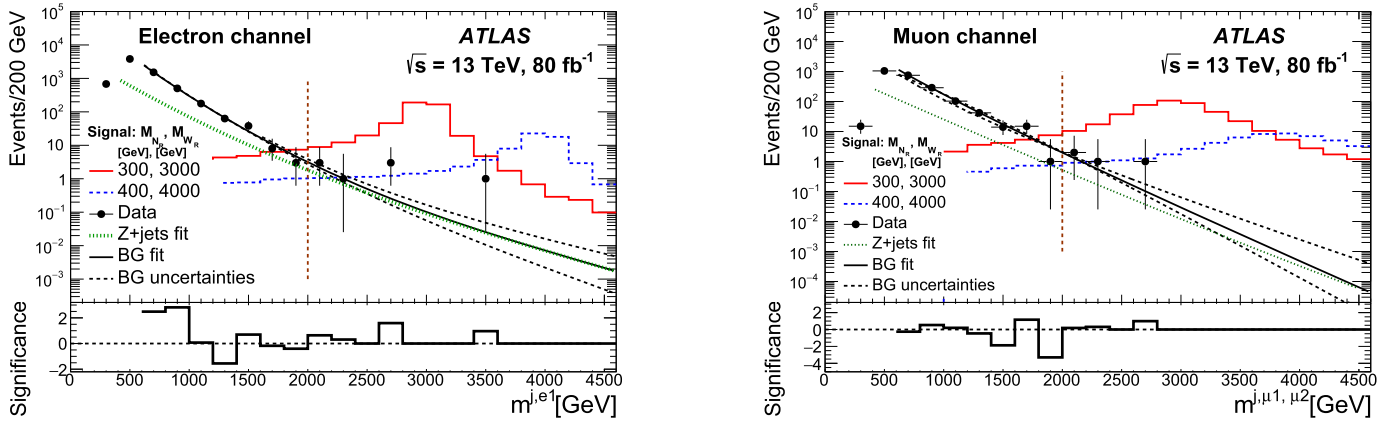 Events/200 GeV
10⁵
10⁴
10³
10²
10
1
10⁻¹
10⁻²
10⁻³
Electron channel
ATLAS
√s = 13 TeV, 80 fb⁻¹
Signal: M_{N_R}, M_{W_R}
[GeV], [GeV]
300, 3000
400, 4000
Data
Z+jets fit
BG fit
BG uncertainties
Significance
2
0
−2
0 500 1000 1500 2000 2500 3000 3500 4000 4500
m^{j,e1}[GeV]
Events/200 GeV
10⁵
10⁴
10³
10²
10
1
10⁻¹
10⁻²
10⁻³
10⁻⁴
Muon channel
ATLAS
√s = 13 TeV, 80 fb⁻¹
Signal: M_{N_R}, M_{W_R}
[GeV], [GeV]
300, 3000
400, 4000
Data
Z+jets fit
BG fit
BG uncertainties
Significance
2
0
−2
−4
0 500 1000 1500 2000 2500 3000 3500 4000 4500
m^{j,μ1, μ2}[GeV]